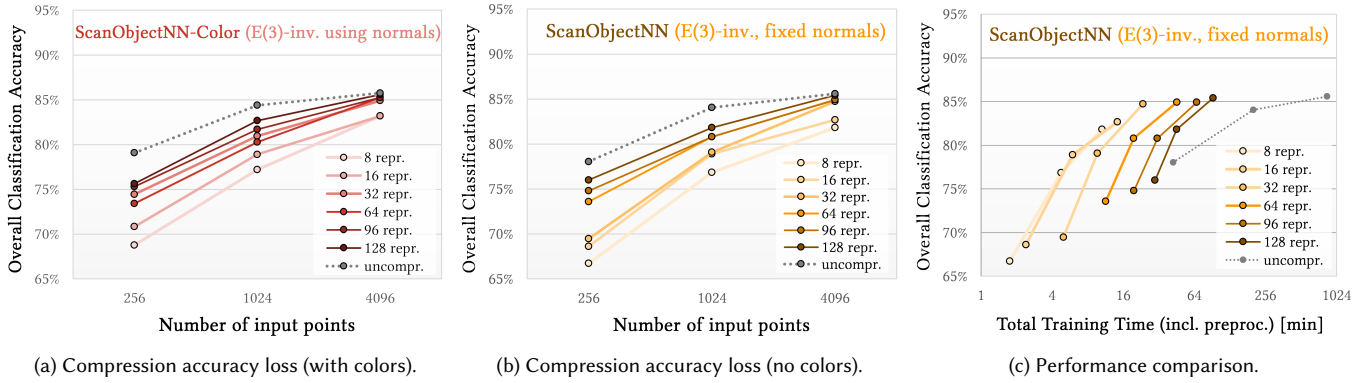 Overall Classification Accuracy
95%
90%
85%
80%
75%
70%
65%
ScanObjectNN-Color (E(3)-inv. using normals)
8 repr.
16 repr.
32 repr.
64 repr.
96 repr.
128 repr.
uncompr.
256
1024
4096
Number of input points
(a) Compression accuracy loss (with colors).
Overall Classification Accuracy
95%
90%
85%
80%
75%
70%
65%
ScanObjectNN (E(3)-inv., fixed normals)
8 repr.
16 repr.
32 repr.
64 repr.
96 repr.
128 repr.
uncompr.
256
1024
4096
Number of input points
(b) Compression accuracy loss (no colors).
Overall Classification Accuracy
95%
90%
85%
80%
75%
70%
65%
ScanObjectNN (E(3)-inv., fixed normals)
8 repr.
16 repr.
32 repr.
64 repr.
96 repr.
128 repr.
uncompr.
1
4
16
64
256
1024
Total Training Time (incl. preproc.) [min]
(c) Performance comparison.